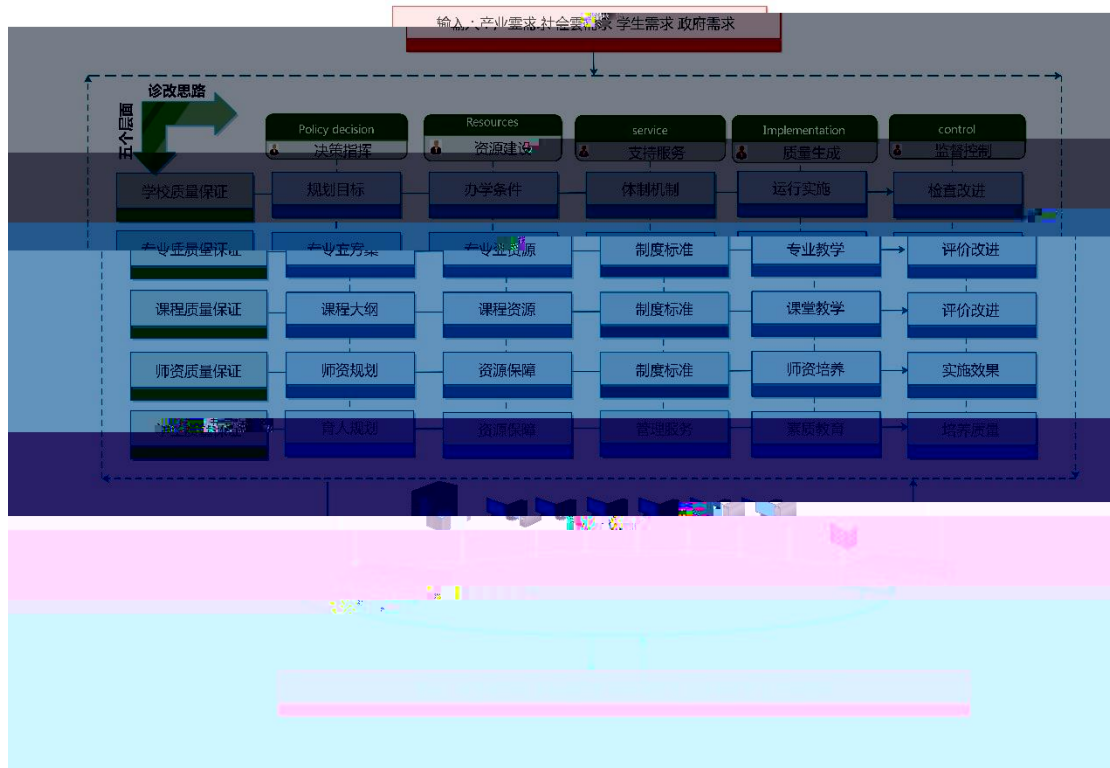 输入：产业需求 社会需求 学生需求 政府需求
诊改思路
五个层面
Policy decision
决策指挥
Resources
资源建设
service
支持服务
Implementation
质量生成
control
监督控制
学校质量保证 规划目标 办学条件 体制机制 运行实施 检查改进
专业质量保证 专业方案 专业资源 制度标准 专业教学 评价改进
课程质量保证 课程大纲 课程资源 制度标准 课堂教学 评价改进
师资质量保证 师资规划 资源保障 制度标准 师资培养 实施效果
育人规划 资源保障 管理服务 素质教育 培养质量